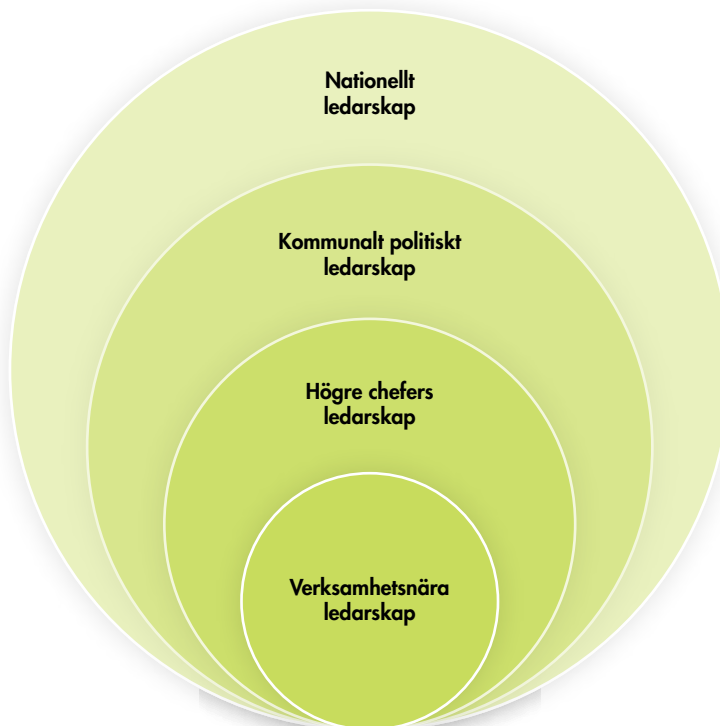 Nationellt
ledarskap
Kommunalt politiskt
ledarskap
Högre chefers
ledarskap
Verksamhetsnära
ledarskap